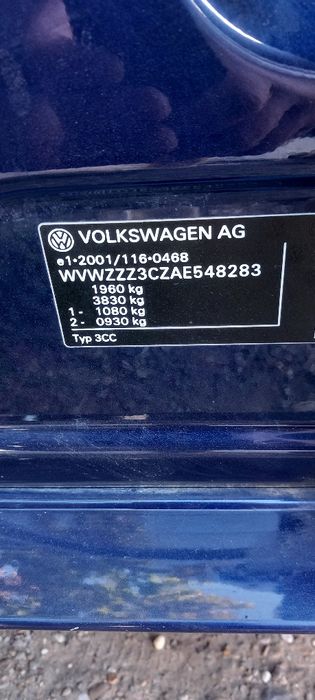 VOLKSWAGEN AG
e1*2001/116*0468
WVWZZZ3CZAE548283
1960 kg
3830 kg
1- 1080 kg
2- 0930 kg
Typ 3CC